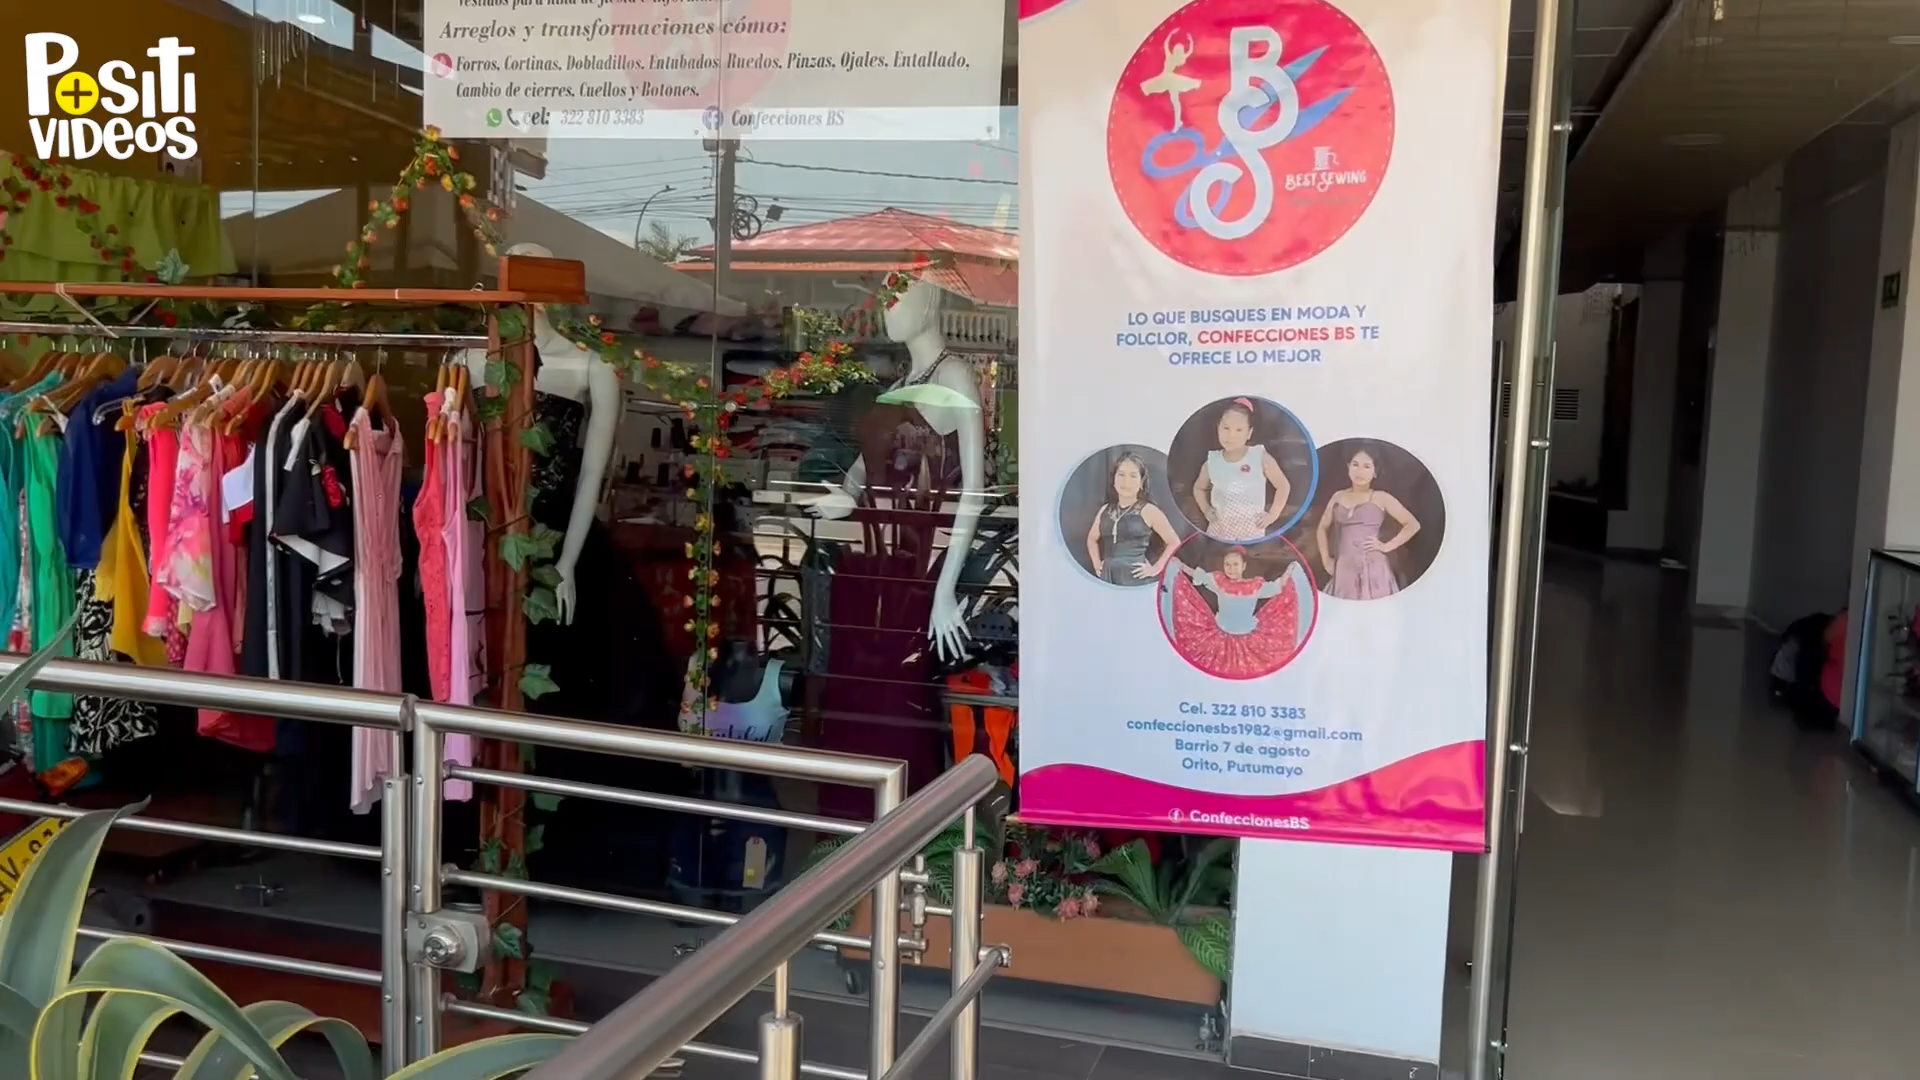 POSiTi
ViDEOS
Arreglos y transformaciones cómo:
Forros, Cortinas, Dobladillos, Entubados, Ruedos, Pinzas, Ojales, Entallado,
Cambio de cierres, Cuellos y Botones.
cel: 322 810 3383
Confecciones BS
BS
BEST SEWING
LO QUE BUSQUES EN MODA Y
FOLCLOR, CONFECCIONES BS TE
OFRECE LO MEJOR
Cel. 322 810 3383
confeccionesbs1982@gmail.com
Barrio 7 de agosto
Orito, Putumayo
ConfeccionesBS